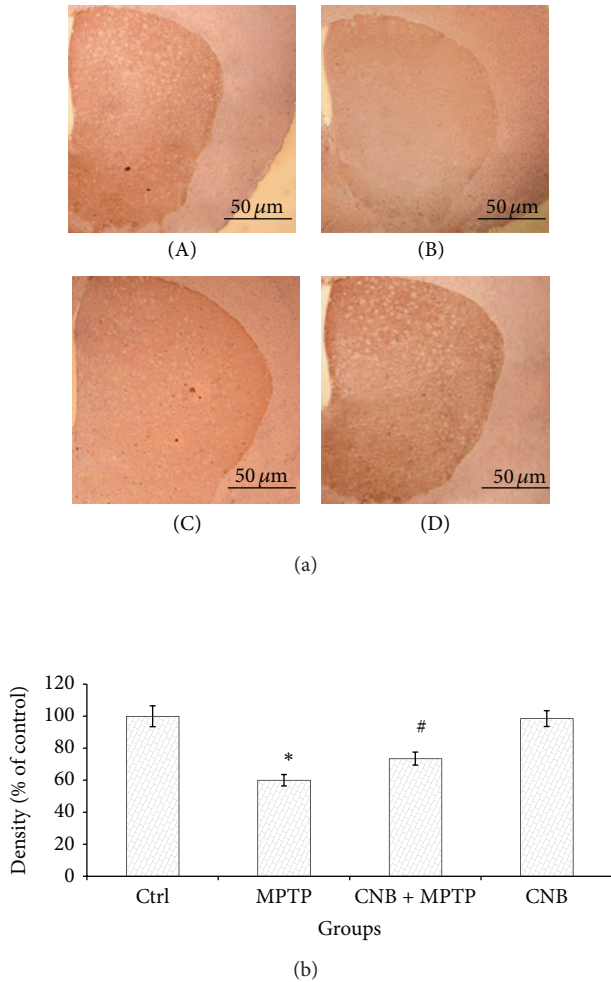 50 μm
50 μm
(A)
(B)
50 μm
50 μm
(C)
(D)
(a)
120
100
80
60
40
20
0
Density (% of control)
*
#
Ctrl
MPTP
CNB + MPTP
CNB
Groups
(b)